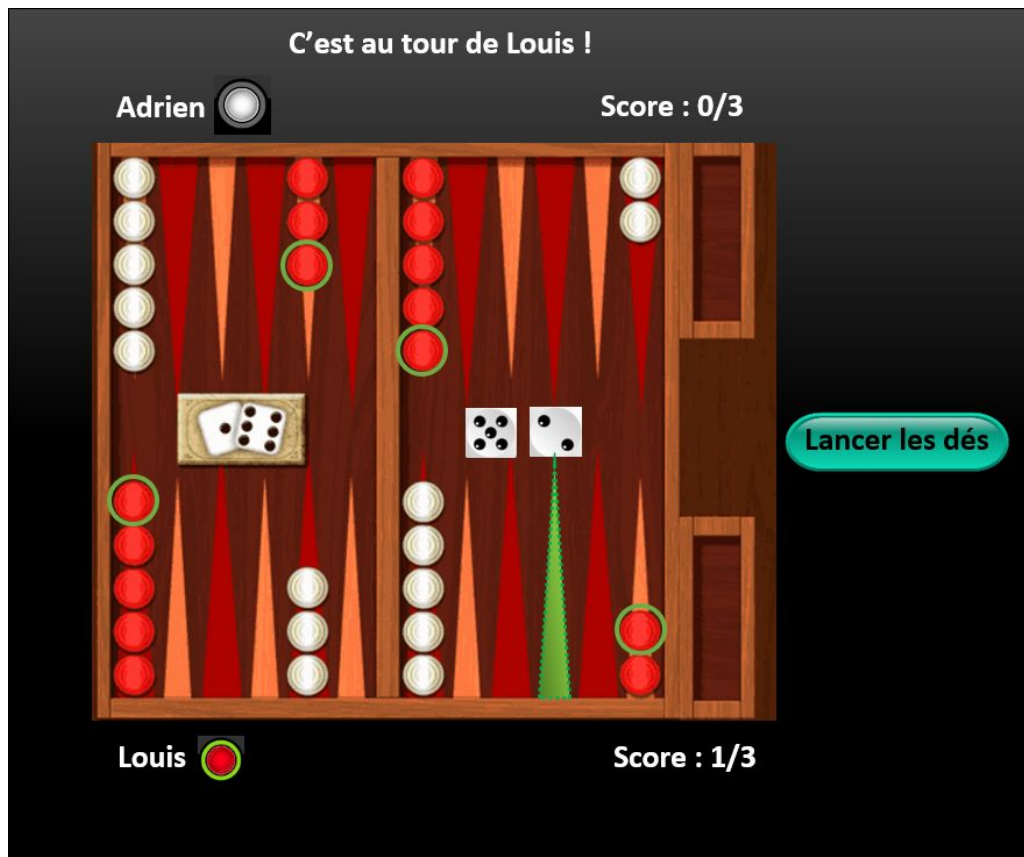 C’est au tour de Louis !
Adrien
Score : 0/3
Lancer les dés
Louis
Score : 1/3